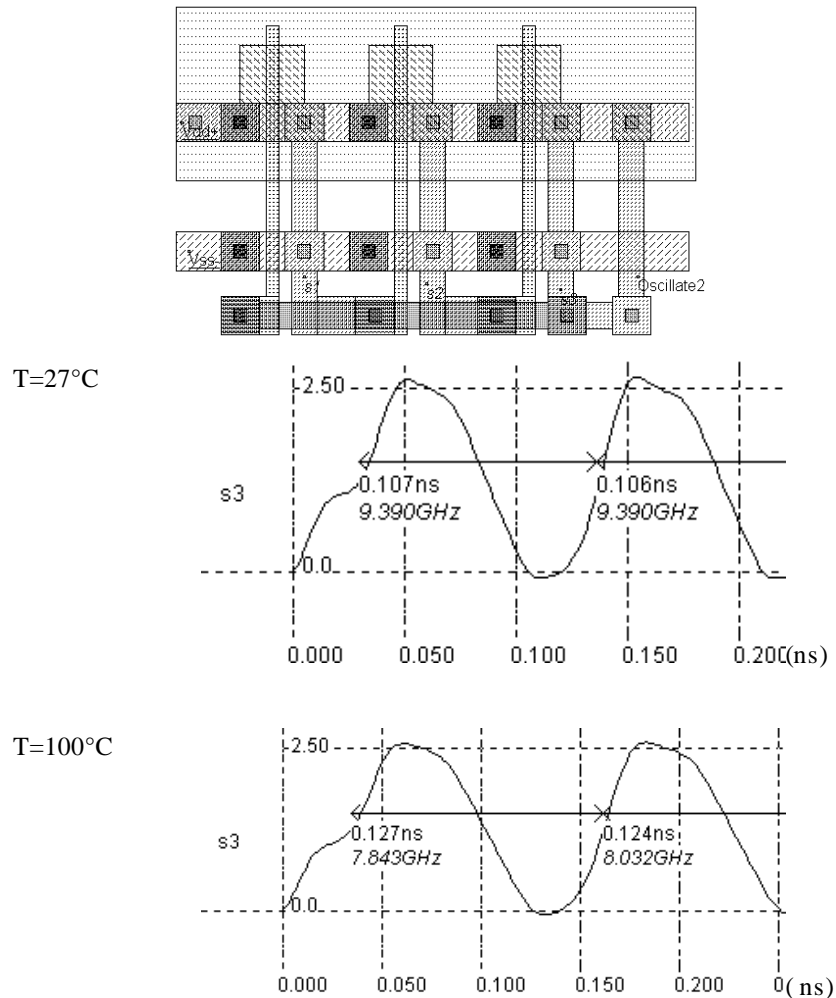 Vdd+
Vss-
s1
s2
s3
Oscillate2
T=27°C
2.50
0.107ns
0.106ns
9.390GHz
9.390GHz
s3
0.0
0.000 0.050 0.100 0.150 0.200(ns)
T=100°C
2.50
0.127ns
0.124ns
7.843GHz
8.032GHz
s3
0.0
0.000 0.050 0.100 0.150 0.200 0(ns)